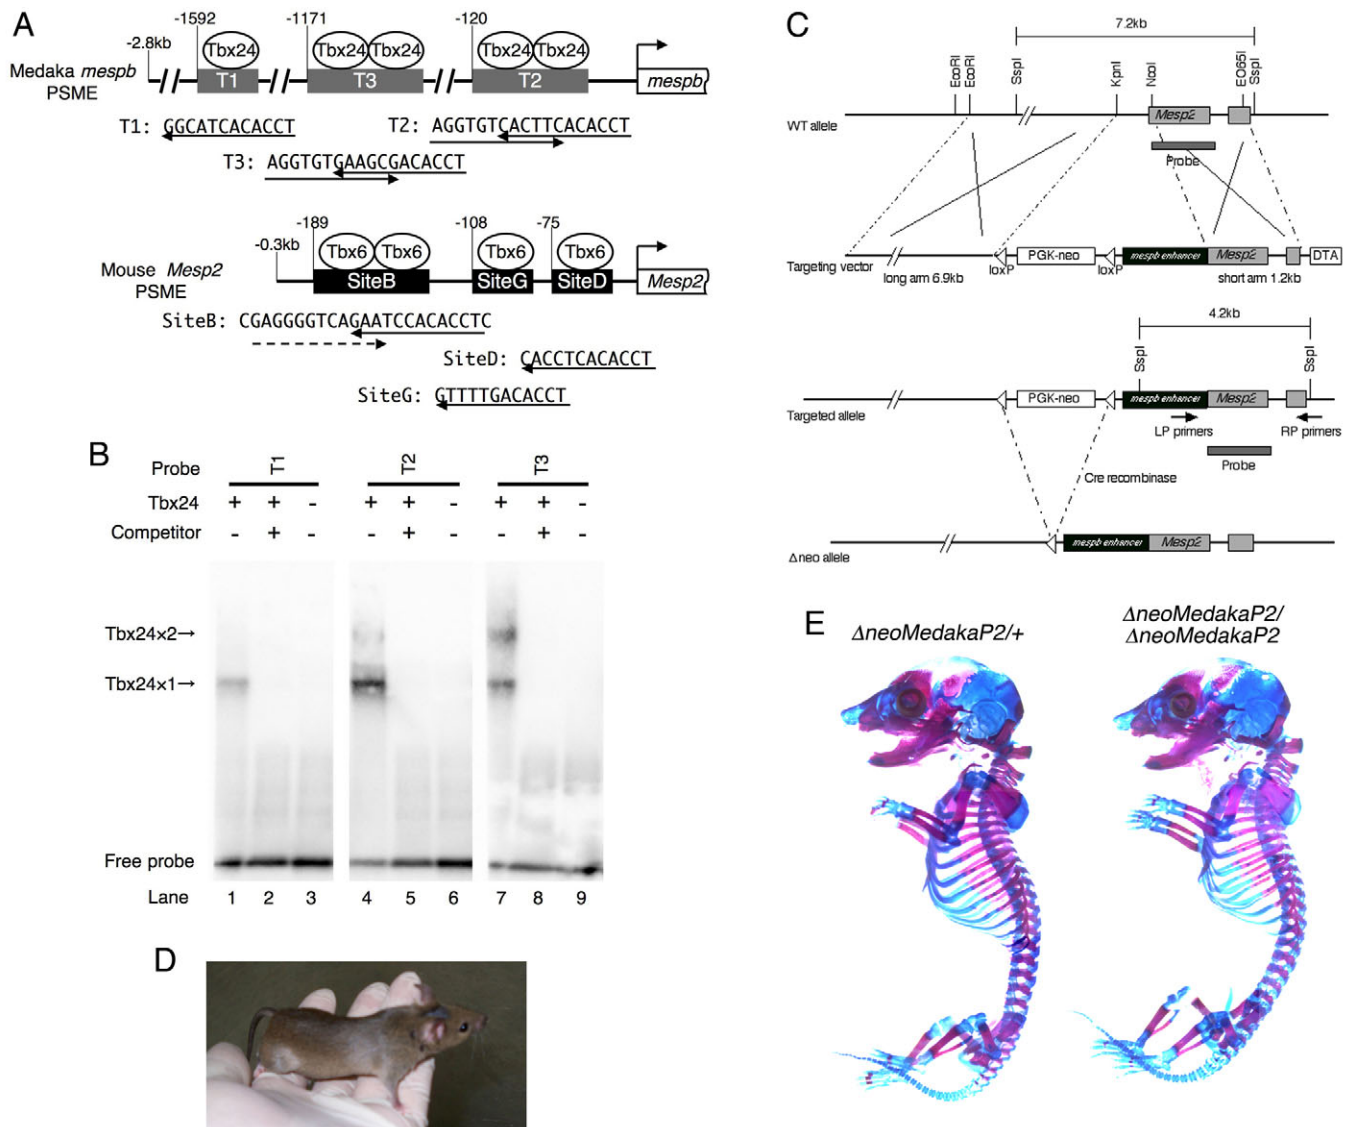 A
-1592
-1171
-120
-2.8kb
Tbx24
Tbx24 Tbx24
Tbx24 Tbx24
Medaka mespb
PSME
T1
T3
T2
mespb
T1: GGCATCACACCT
T2: AGGTGTCACTTCACACCT
T3: AGGTGTGAAGCGACACCT
-189
-108
-75
-0.3kb
Tbx6 Tbx6
Tbx6
Tbx6
Mouse Mesp2
PSME
SiteB
SiteG
SiteD
Mesp2
SiteB: CGAGGGGTCAGAATCCACACCTC
SiteD: CACCTCACACCT
SiteG: GTTTTGACACCT
B
Probe
T1
T2
T3
Tbx24
+ + -
+ + -
+ + -
Competitor
- +
- +
- +
Tbx24×2→
Tbx24×1→
Free probe
Lane
1 2 3 4 5 6 7 8 9
C
7.2kb
EcoRI
EcoRI
SspI
KpnI
NcoI
EO65I
SspI
Mesp2
WT allele
Probe
Targeting vector
long arm 6.9kb
loxP
PGK-neo
loxP
mespb enhancer
Mesp2
short arm 1.2kb
DTA
4.2kb
SspI
SspI
PGK-neo
mespb enhancer
Mesp2
Targeted allele
LP primers
RP primers
Probe
Cre recombinase
mespb enhancer
Mesp2
Δneo allele
D
E
ΔneoMedakaP2/+
ΔneoMedakaP2/
ΔneoMedakaP2